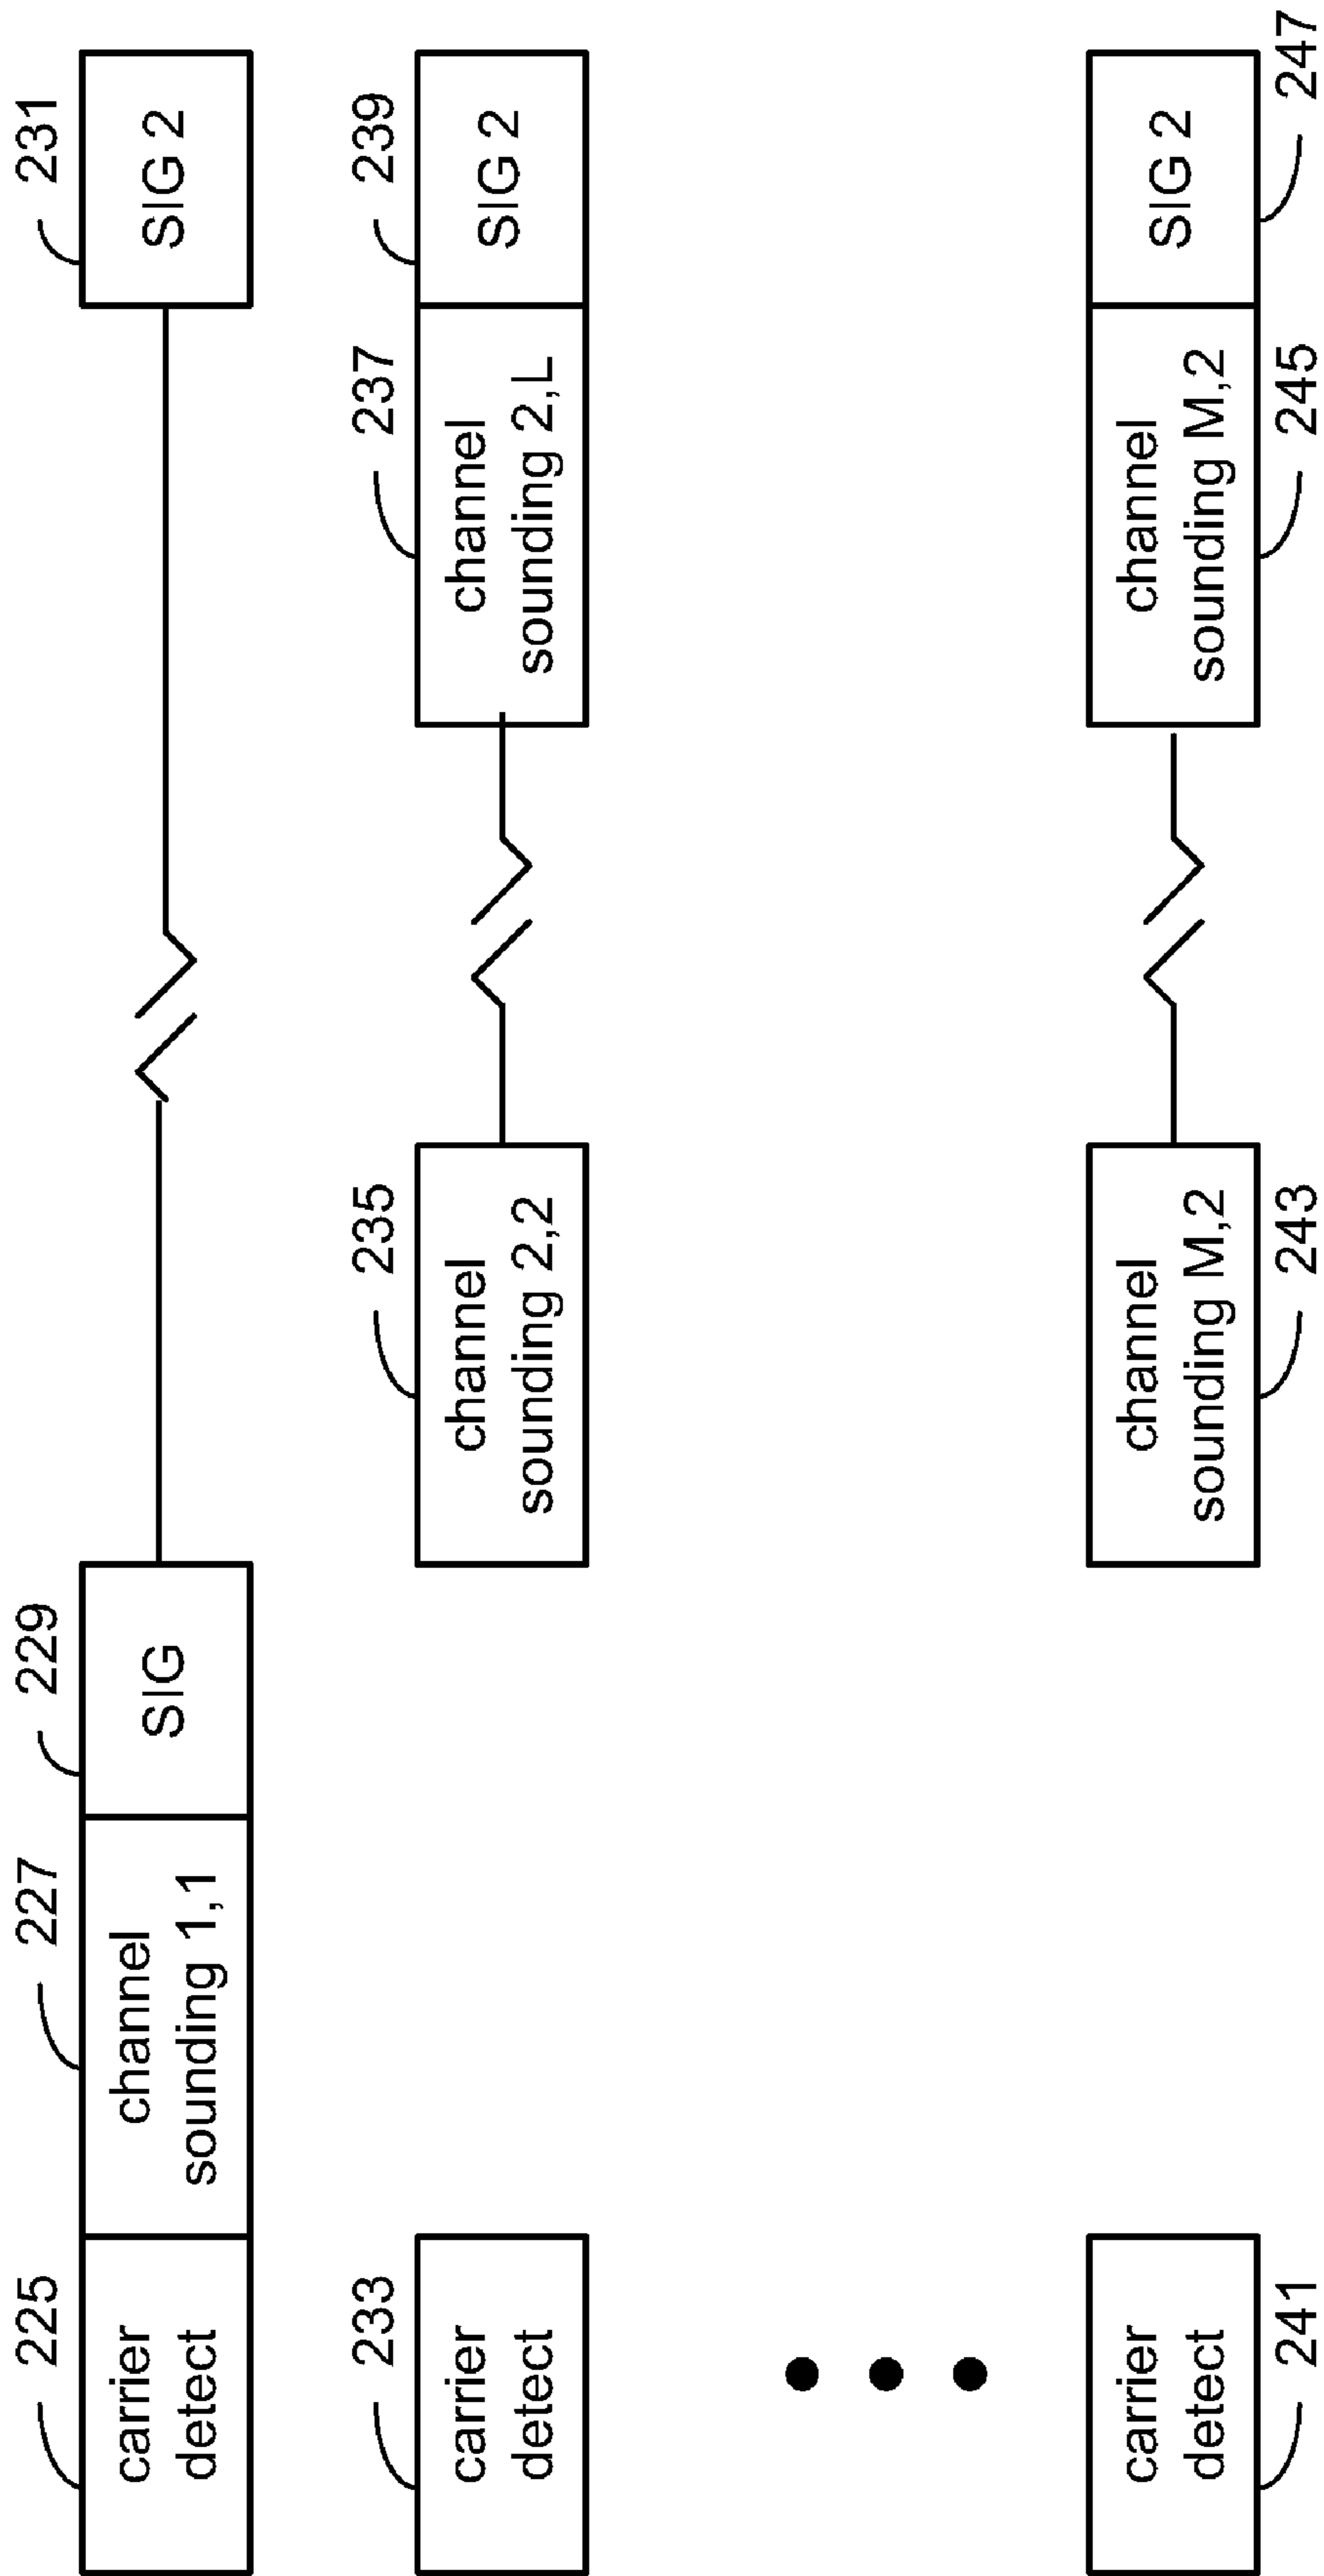 225
227
229
231
carrier
detect
channel
sounding 1,1
SIG
SIG 2
233
235
237
239
carrier
detect
channel
sounding 2,2
channel
sounding 2,L
SIG 2
carrier
detect
channel
sounding M,2
channel
sounding M,2
SIG 2
241
243
245
247